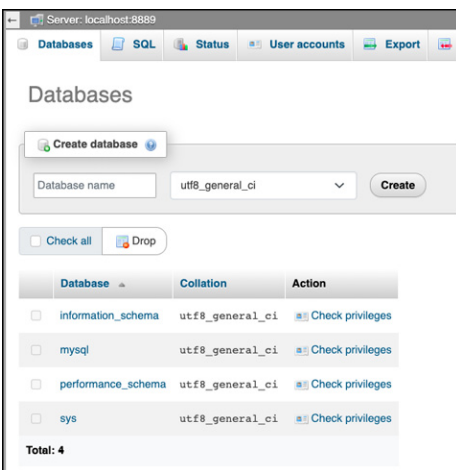 Server: localhost:8889
Databases SQL Status User accounts Export
Databases
Create database
Database name utf8_general_ci Create
Check all Drop
Database Collation Action
information_schema utf8_general_ci Check privileges
mysql utf8_general_ci Check privileges
performance_schema utf8_general_ci Check privileges
sys utf8_general_ci Check privileges
Total: 4